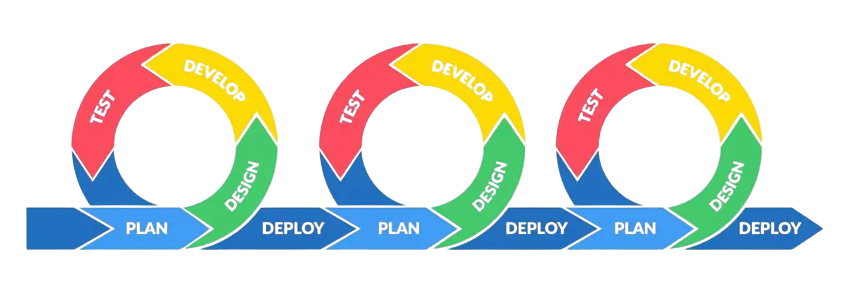 DEVELOP
TEST
DESIGN
PLAN
DEPLOY
DEVELOP
TEST
DESIGN
PLAN
DEPLOY
DEVELOP
TEST
DESIGN
PLAN
DEPLOY